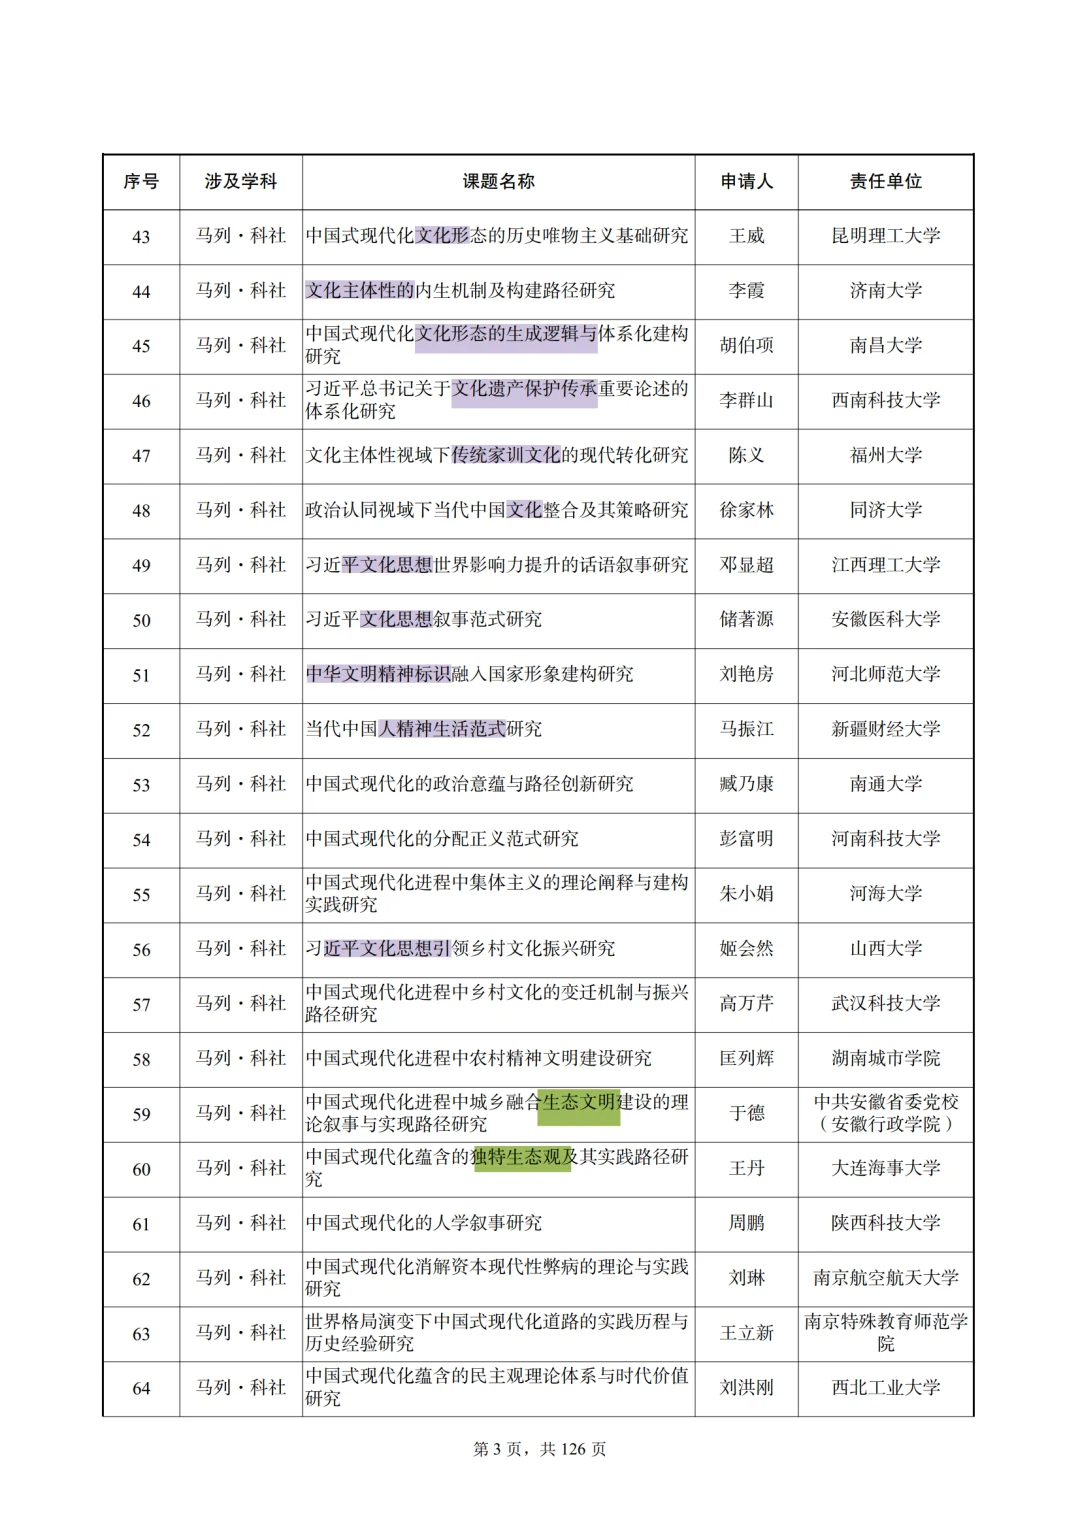 序号 涉及学科 课题名称 申请人 责任单位
43 马列·科社 中国式现代化文化形态的历史唯物主义基础研究 王威 昆明理工大学
44 马列·科社 文化主体性的内生机制及构建路径研究 李霞 济南大学
45 马列·科社 中国式现代化文化形态的生成逻辑与体系化建构
研究 胡伯项 南昌大学
46 马列·科社 习近平总书记关于文化遗产保护传承重要论述的
体系化研究 李群山 西南科技大学
47 马列·科社 文化主体性视域下传统家训文化的现代转化研究 陈义 福州大学
48 马列·科社 政治认同视域下当代中国文化整合及其策略研究 徐家林 同济大学
49 马列·科社 习近平文化思想世界影响力提升的话语叙事研究 邓显超 江西理工大学
50 马列·科社 习近平文化思想叙事范式研究 储著源 安徽医科大学
51 马列·科社 中华文明精神标识融入国家形象建构研究 刘艳房 河北师范大学
52 马列·科社 当代中国人精神生活范式研究 马振江 新疆财经大学
53 马列·科社 中国式现代化的政治意蕴与路径创新研究 臧乃康 南通大学
54 马列·科社 中国式现代化的分配正义范式研究 彭富明 河南科技大学
55 马列·科社 中国式现代化进程中集体主义的理论阐释与建构
实践研究 朱小娟 河海大学
56 马列·科社 习近平文化思想引领乡村文化振兴研究 姬会然 山西大学
57 马列·科社 中国式现代化进程中乡村文化的变迁机制与振兴
路径研究 高万芹 武汉科技大学
58 马列·科社 中国式现代化进程中农村精神文明建设研究 匡列辉 湖南城市学院
59 马列·科社 中国式现代化进程中城乡融合生态文明建设的理
论叙事与实现路径研究 于德 中共安徽省委党校
（安徽行政学院）
60 马列·科社 中国式现代化蕴含的独特生态观及其实践路径研
究 王丹 大连海事大学
61 马列·科社 中国式现代化的人学叙事研究 周鹏 陕西科技大学
62 马列·科社 中国式现代化消解资本现代性弊病的理论与实践
研究 刘琳 南京航空航天大学
63 马列·科社 世界格局演变下中国式现代化道路的实践历程与
历史经验研究 王立新 南京特殊教育师范学
院
64 马列·科社 中国式现代化蕴含的民主观理论体系与时代价值
研究 刘洪刚 西北工业大学
第 3 页，共 126 页